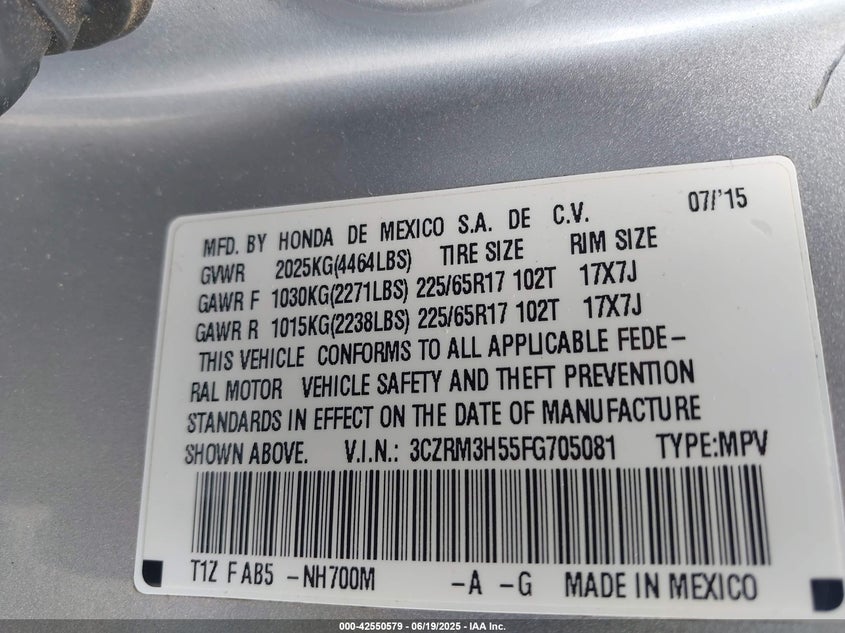 MFD. BY HONDA DE MEXICO S.A. DE C.V. 07/'15
GVWR 2025KG(4464LBS) TIRE SIZE RIM SIZE
GAWR F 1030KG(2271LBS) 225/65R17 102T 17X7J
GAWR R 1015KG(2238LBS) 225/65R17 102T 17X7J
THIS VEHICLE CONFORMS TO ALL APPLICABLE FEDE-
RAL MOTOR VEHICLE SAFETY AND THEFT PREVENTION
STANDARDS IN EFFECT ON THE DATE OF MANUFACTURE
SHOWN ABOVE. V.I.N.: 3CZRM3H55FG705081 TYPE:MPV
T1Z FAB5 -NH700M -A -G MADE IN MEXICO
000-42550579 - 06/19/2025 - IAA Inc.